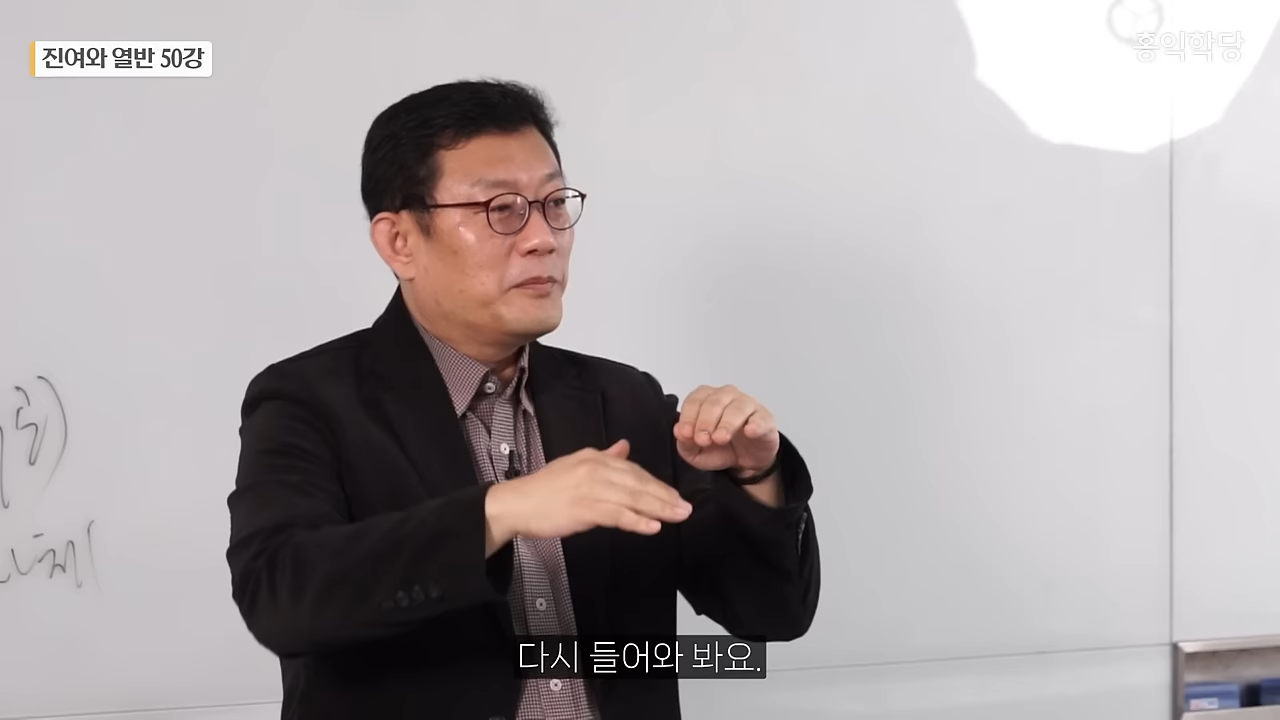 진여와 열반 50강
홍익학당
다시 들어와 봐요.